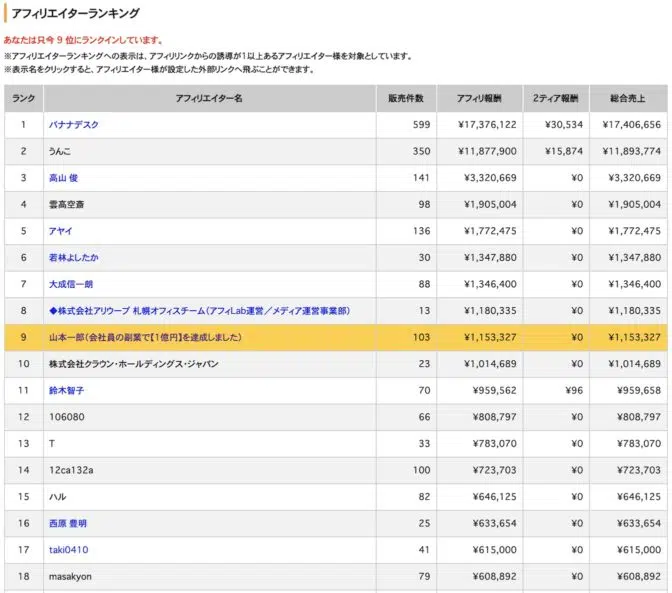 アフィリエイターランキング
あなたは只今 9 位にランクインしています。
※アフィリエイターランキングへの表示は、アフィリリンクからの誘導が1以上あるアフィリエイター様を対象としています。
※表示名をクリックすると、アフィリエイター様が設定した外部リンクへ飛ぶことができます。
ランク アフィリエイター名 販売件数 アフィリ報酬 2ティア報酬 総合売上
1 バナナデスク 599 ¥17,376,122 ¥30,534 ¥17,406,656
2 うんこ 350 ¥11,877,900 ¥15,874 ¥11,893,774
3 高山 俊 141 ¥3,320,669 ¥0 ¥3,320,669
4 雲高空斎 98 ¥1,905,004 ¥0 ¥1,905,004
5 アヤイ 136 ¥1,772,475 ¥0 ¥1,772,475
6 若林よしたか 30 ¥1,347,880 ¥0 ¥1,347,880
7 大成信一朗 88 ¥1,346,400 ¥0 ¥1,346,400
8 ◆株式会社アリウープ 札幌オフィスチーム(アフィLab運営/メディア運営事業部) 13 ¥1,180,335 ¥0 ¥1,180,335
9 山本一郎(会社員の副業で【1億円】を達成しました) 103 ¥1,153,327 ¥0 ¥1,153,327
10 株式会社クラウン・ホールディングス・ジャパン 23 ¥1,014,689 ¥0 ¥1,014,689
11 鈴木智子 70 ¥959,562 ¥96 ¥959,658
12 106080 66 ¥808,797 ¥0 ¥808,797
13 T 33 ¥783,070 ¥0 ¥783,070
14 12ca132a 100 ¥723,703 ¥0 ¥723,703
15 ハル 82 ¥646,125 ¥0 ¥646,125
16 西原 豊明 25 ¥633,654 ¥0 ¥633,654
17 taki0410 41 ¥615,000 ¥0 ¥615,000
18 masakyon 79 ¥608,892 ¥0 ¥608,892